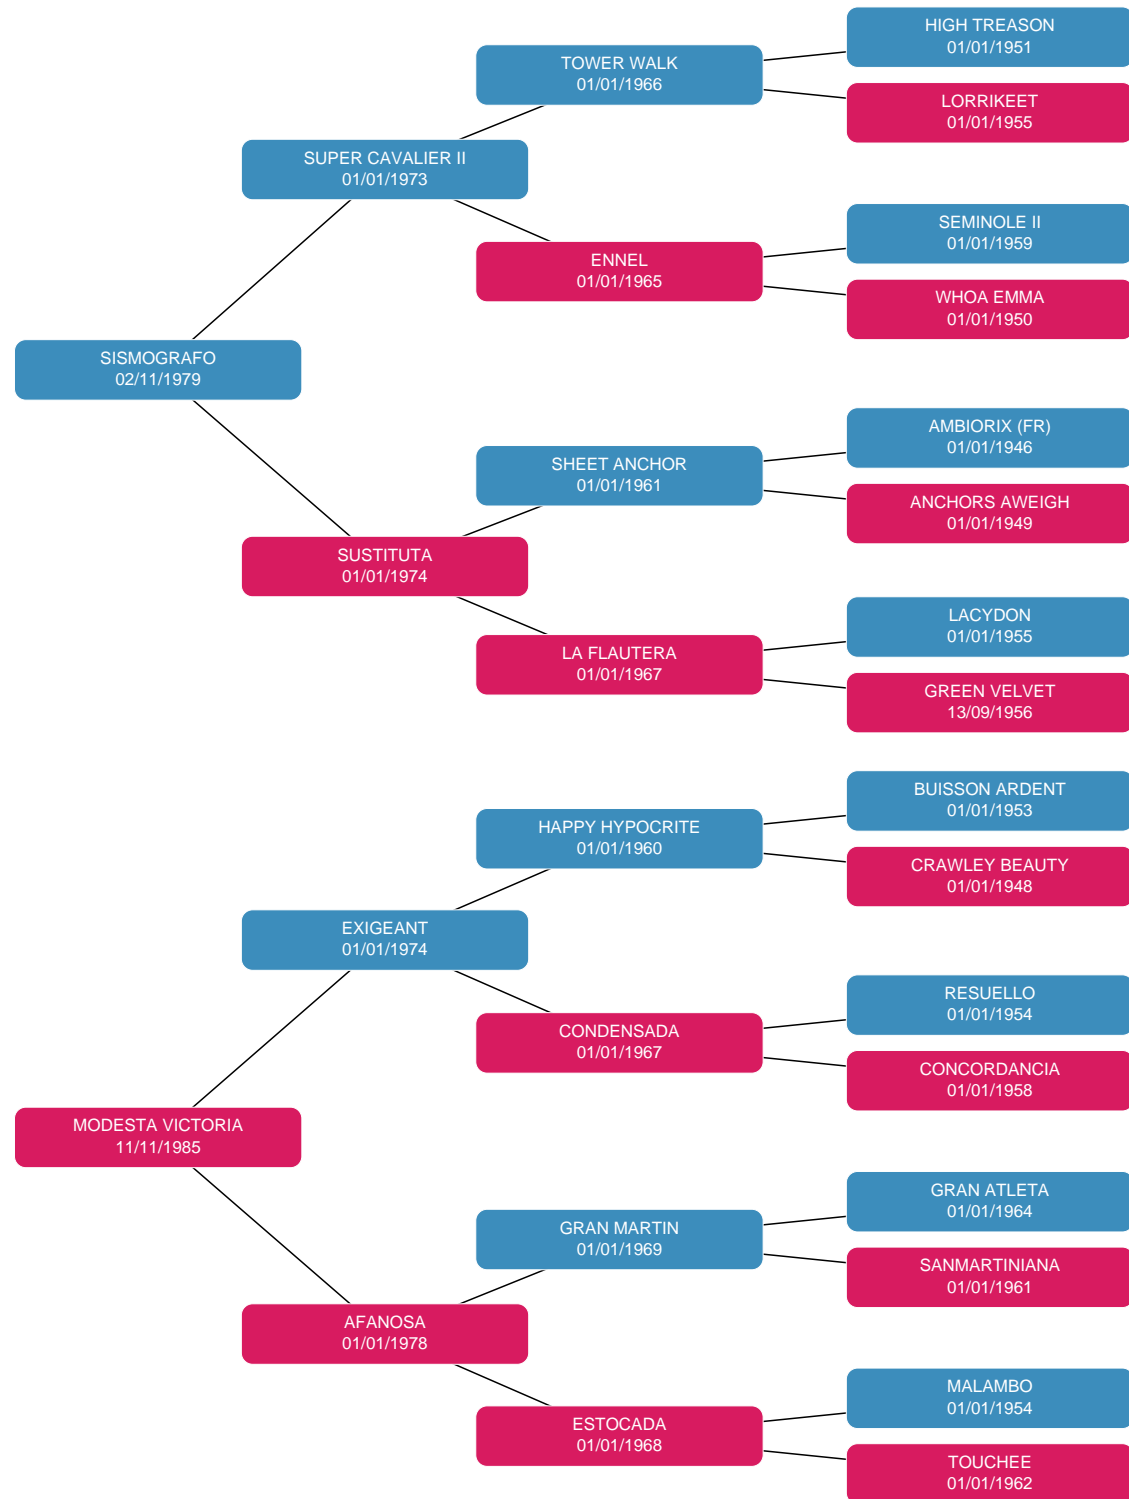 HIGH TREASON
01/01/1951
TOWER WALK
01/01/1966
LORRIKEET
01/01/1955
SUPER CAVALIER II
01/01/1973
SEMINOLE II
01/01/1959
ENNEL
01/01/1965
WHOA EMMA
01/01/1950
SISMOGRAFO
02/11/1979
AMBIORIX (FR)
01/01/1946
SHEET ANCHOR
01/01/1961
ANCHORS AWEIGH
01/01/1949
SUSTITUTA
01/01/1974
LACYDON
01/01/1955
LA FLAUTERA
01/01/1967
GREEN VELVET
13/09/1956
BUISSON ARDENT
01/01/1953
HAPPY HYPOCRITE
01/01/1960
CRAWLEY BEAUTY
01/01/1948
EXIGEANT
01/01/1974
RESUELLO
01/01/1954
CONDENSADA
01/01/1967
CONCORDANCIA
01/01/1958
MODESTA VICTORIA
11/11/1985
GRAN ATLETA
01/01/1964
GRAN MARTIN
01/01/1969
SANMARTINIANA
01/01/1961
AFANOSA
01/01/1978
MALAMBO
01/01/1954
ESTOCADA
01/01/1968
TOUCHEE
01/01/1962